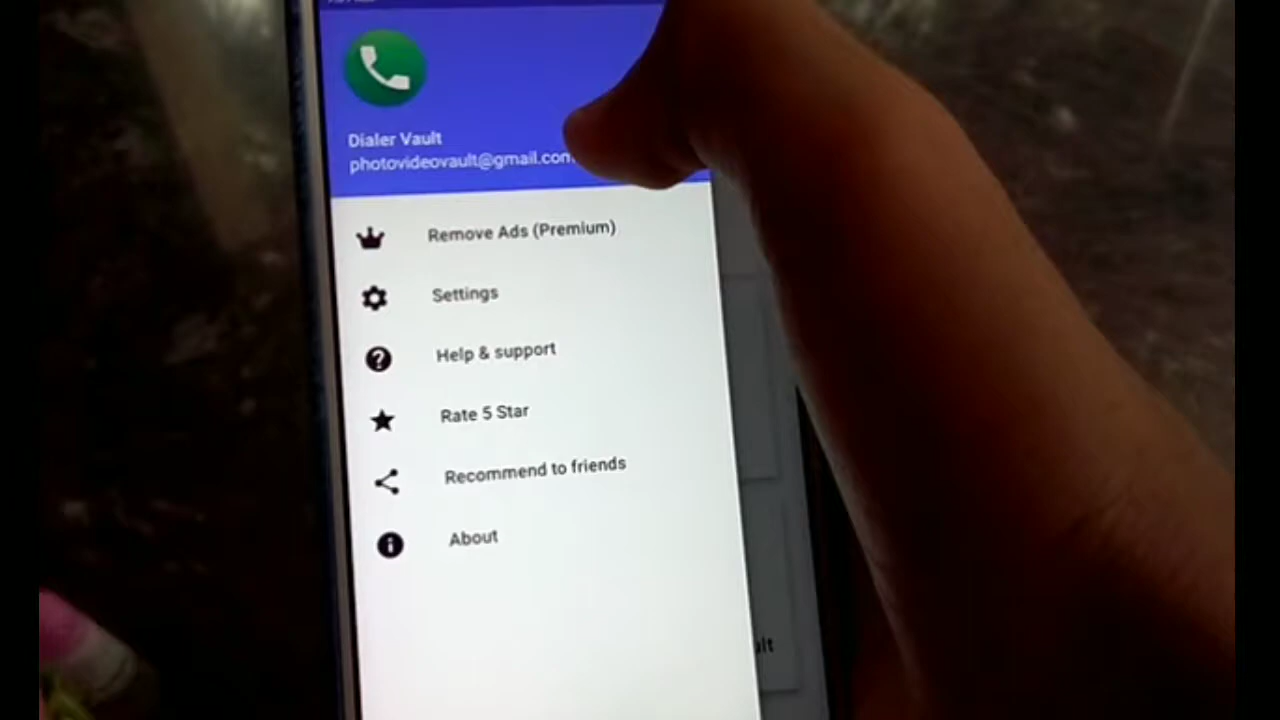 Dialer Vault
photovideovault@gmail.com
Remove Ads (Premium)
Settings
Help & support
Rate 5 Star
Recommend to friends
About